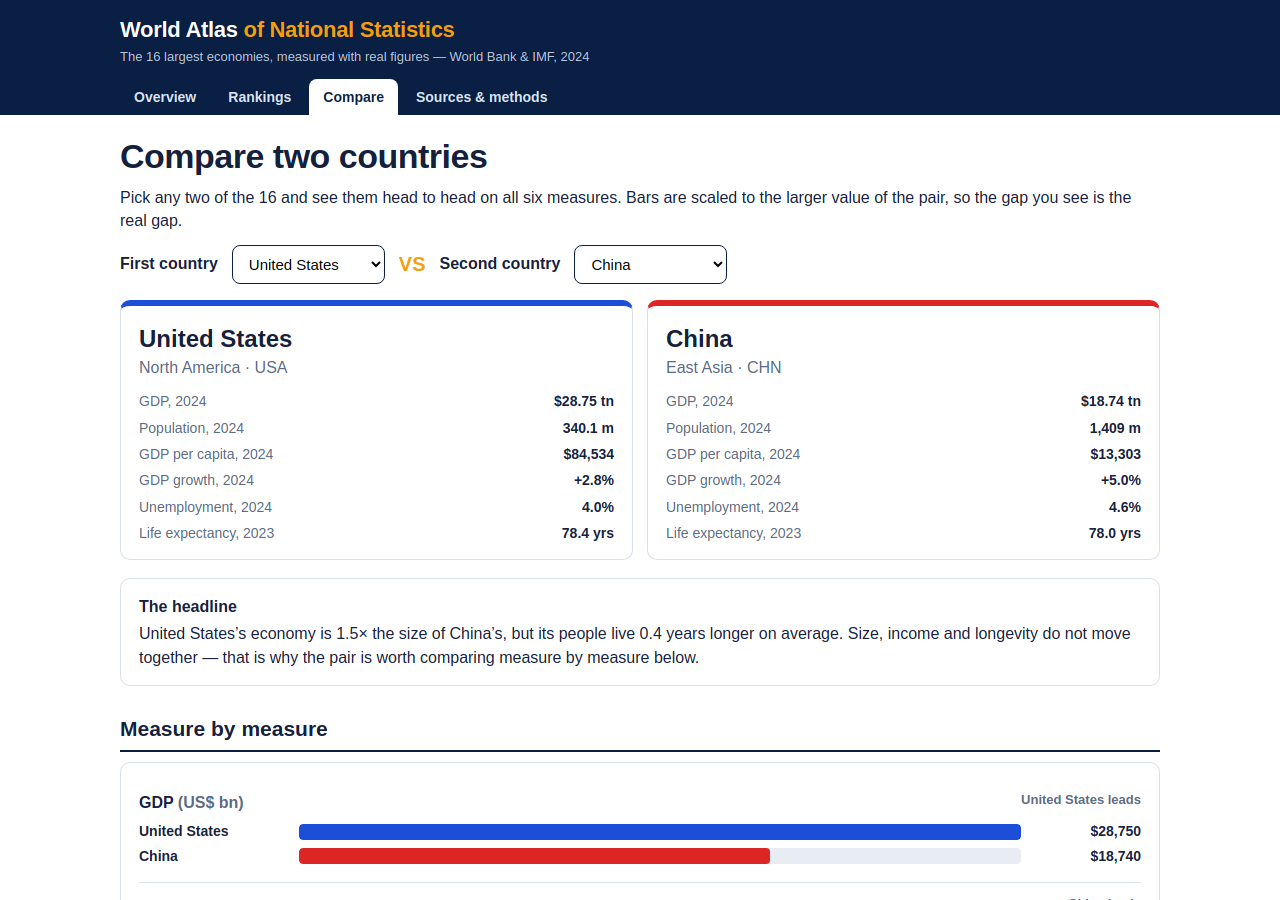 World Atlas of National Statistics
The 16 largest economies, measured with real figures — World Bank & IMF, 2024
Overview Rankings Compare Sources & methods
Compare two countries
Pick any two of the 16 and see them head to head on all six measures. Bars are scaled to the larger value of the pair, so the gap you see is the
real gap.
First country United States VS Second country China
United States
North America · USA
GDP, 2024 $28.75 tn
Population, 2024 340.1 m
GDP per capita, 2024 $84,534
GDP growth, 2024 +2.8%
Unemployment, 2024 4.0%
Life expectancy, 2023 78.4 yrs
China
East Asia · CHN
GDP, 2024 $18.74 tn
Population, 2024 1,409 m
GDP per capita, 2024 $13,303
GDP growth, 2024 +5.0%
Unemployment, 2024 4.6%
Life expectancy, 2023 78.0 yrs
The headline
United States’s economy is 1.5× the size of China’s, but its people live 0.4 years longer on average. Size, income and longevity do not move
together — that is why the pair is worth comparing measure by measure below.
Measure by measure
GDP (US$ bn) United States leads
United States $28,750
China $18,740